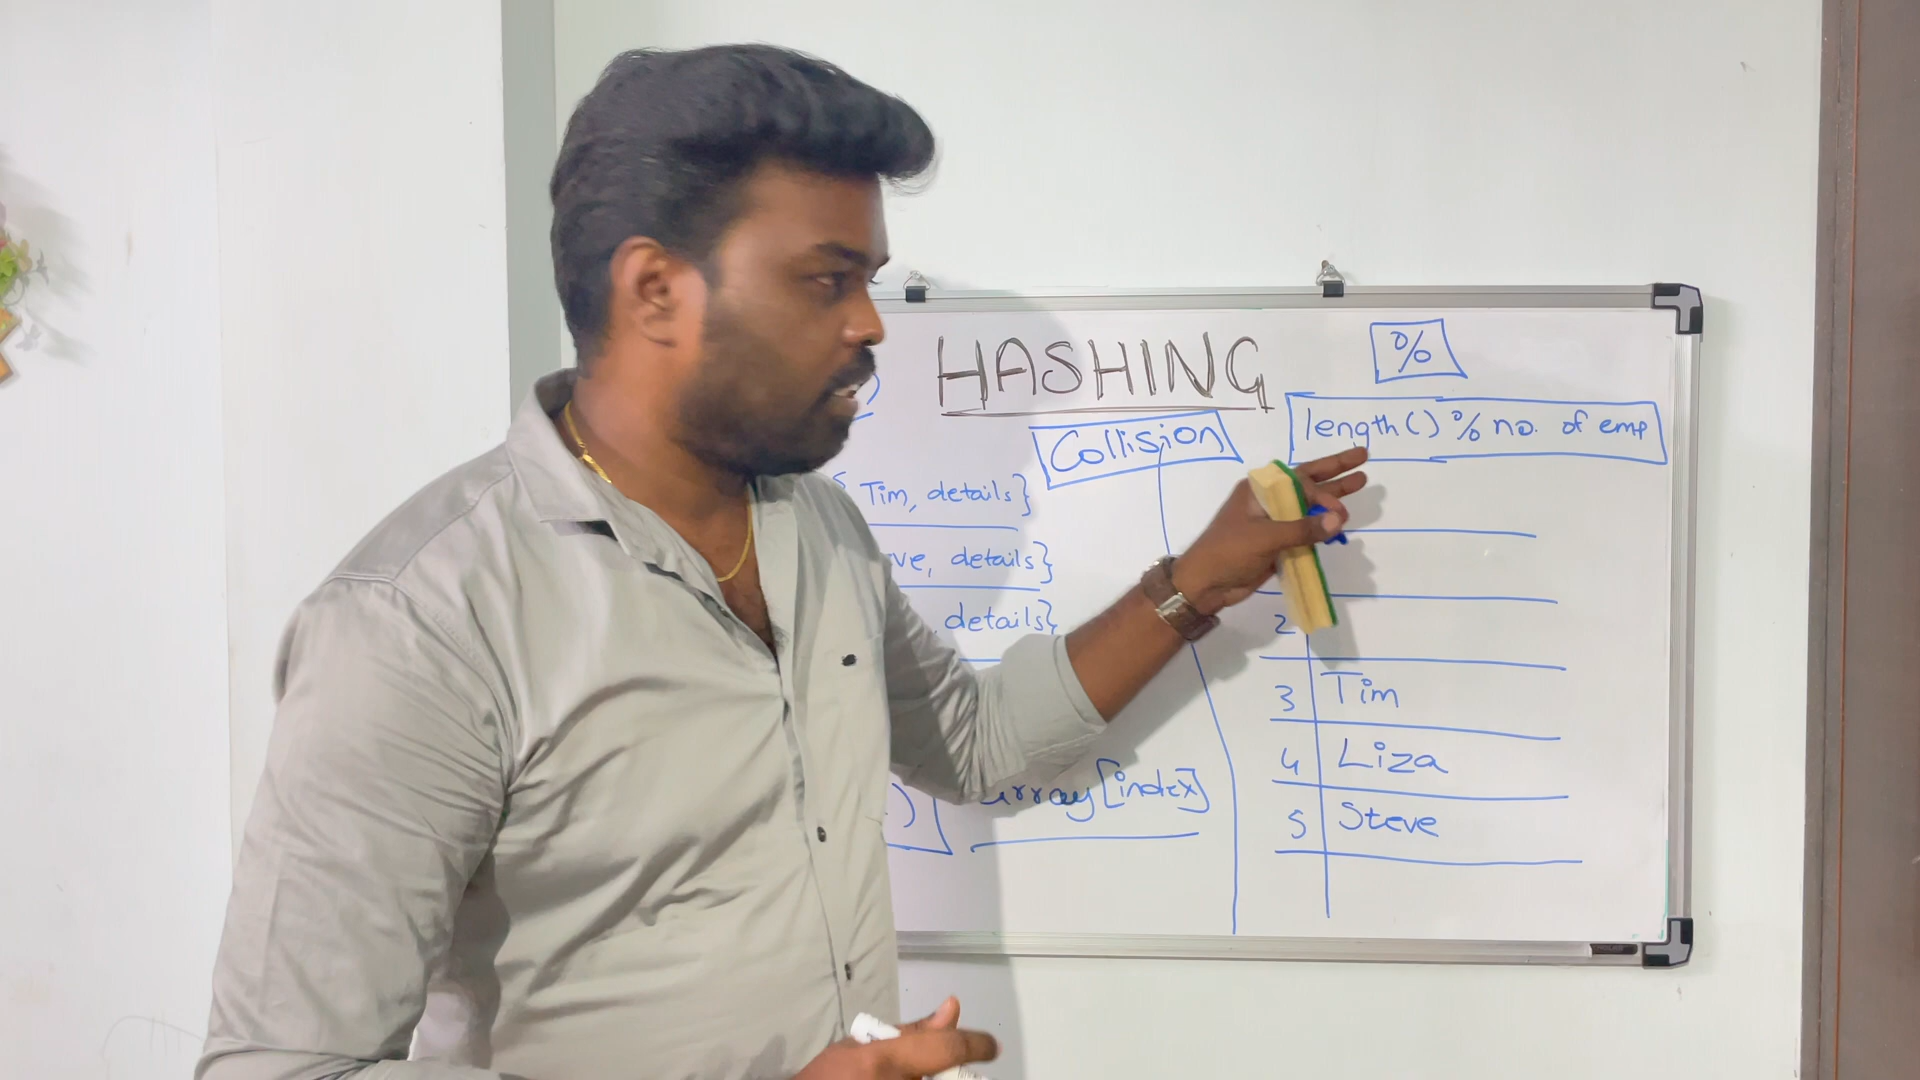 HASHING
%
Collision
length() % no. of emp
Tim, details}
ve, details}
, details}
)
array[index]
2
3 Tim
4 Liza
5 Steve